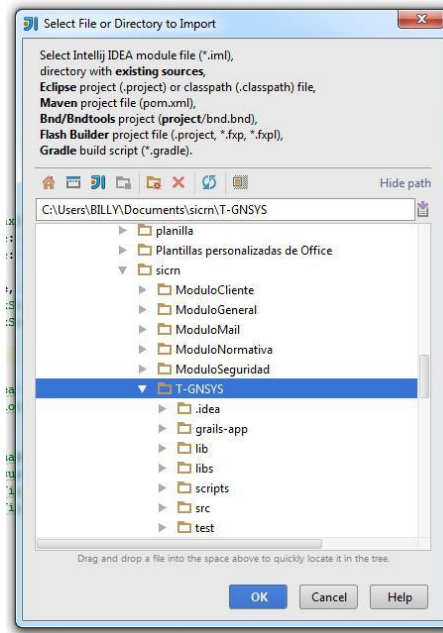 Select File or Directory to Import
Select Intellij IDEA module file (*.iml),
directory with existing sources,
Eclipse project (.project) or classpath (.classpath) file,
Maven project file (pom.xml),
Bnd/Bndtools project (project/bnd.bnd),
Flash Builder project file (.project, *.fxp, *.fxpl),
Gradle build script (*.gradle).
Hide path
C:\Users\BILLY\Documents\sicrn\T-GNSYS
planilla
Plantillas personalizadas de Office
sicrn
ModuloCliente
ModuloGeneral
ModuloMail
ModuloNormativa
ModuloSeguridad
T-GNSYS
.idea
grails-app
lib
libs
scripts
src
test
Drag and drop a file into the space above to quickly locate it in the tree.
OK Cancel Help